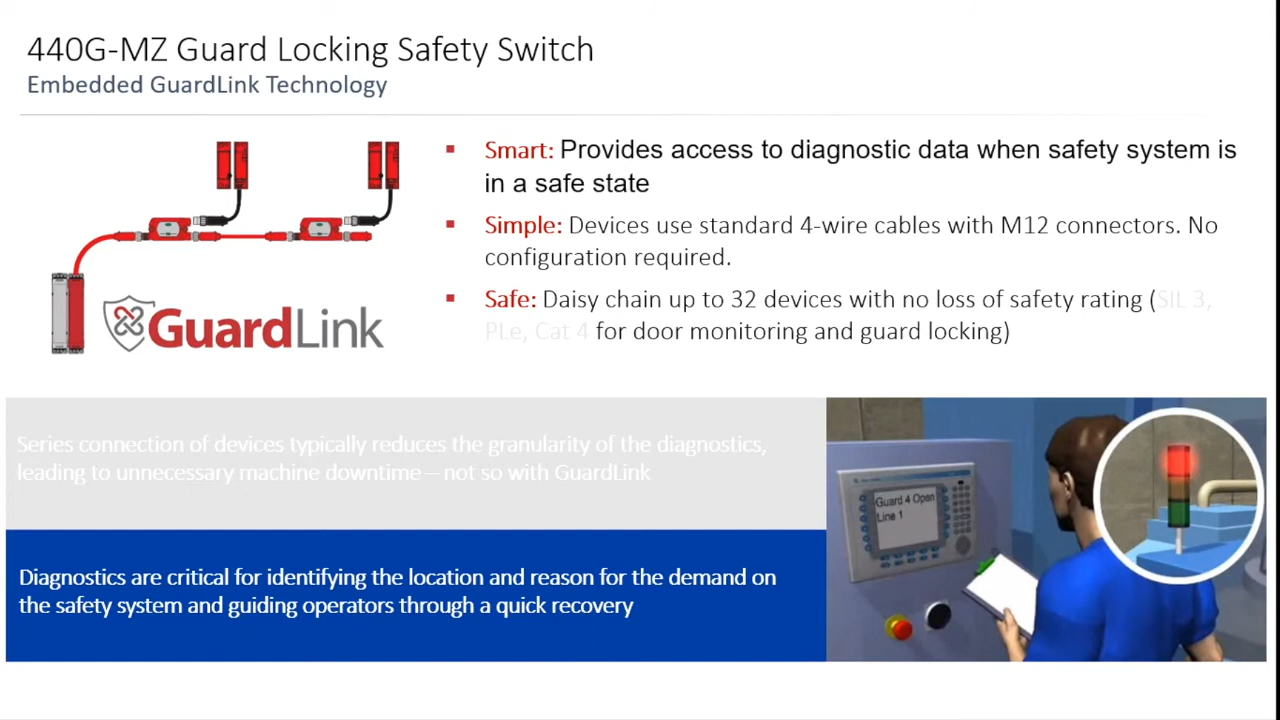 440G-MZ Guard Locking Safety Switch
Embedded GuardLink Technology
Smart: Provides access to diagnostic data when safety system is
in a safe state
Simple: Devices use standard 4-wire cables with M12 connectors. No
configuration required.
Safe: Daisy chain up to 32 devices with no loss of safety rating (SIL 3,
PLe, Cat 4 for door monitoring and guard locking)
GuardLink
Series connection of devices typically reduces the granularity of the diagnostics,
leading to unnecessary machine downtime – not so with GuardLink
Diagnostics are critical for identifying the location and reason for the demand on
the safety system and guiding operators through a quick recovery
Guard 4 Open
Line 1